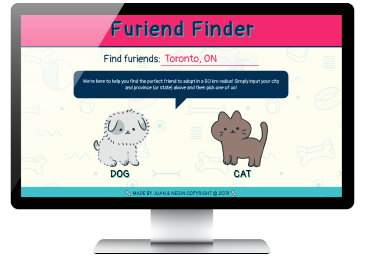 Furiend Finder
Find furiends: Toronto, ON
We're here to help you find the perfect friend to adopt in a 50 km radius! Simply input your city
and province (or state) above and then pick one of us!
DOG
CAT
MADE BY JUAN & NEGIN COPYRIGHT © 2019